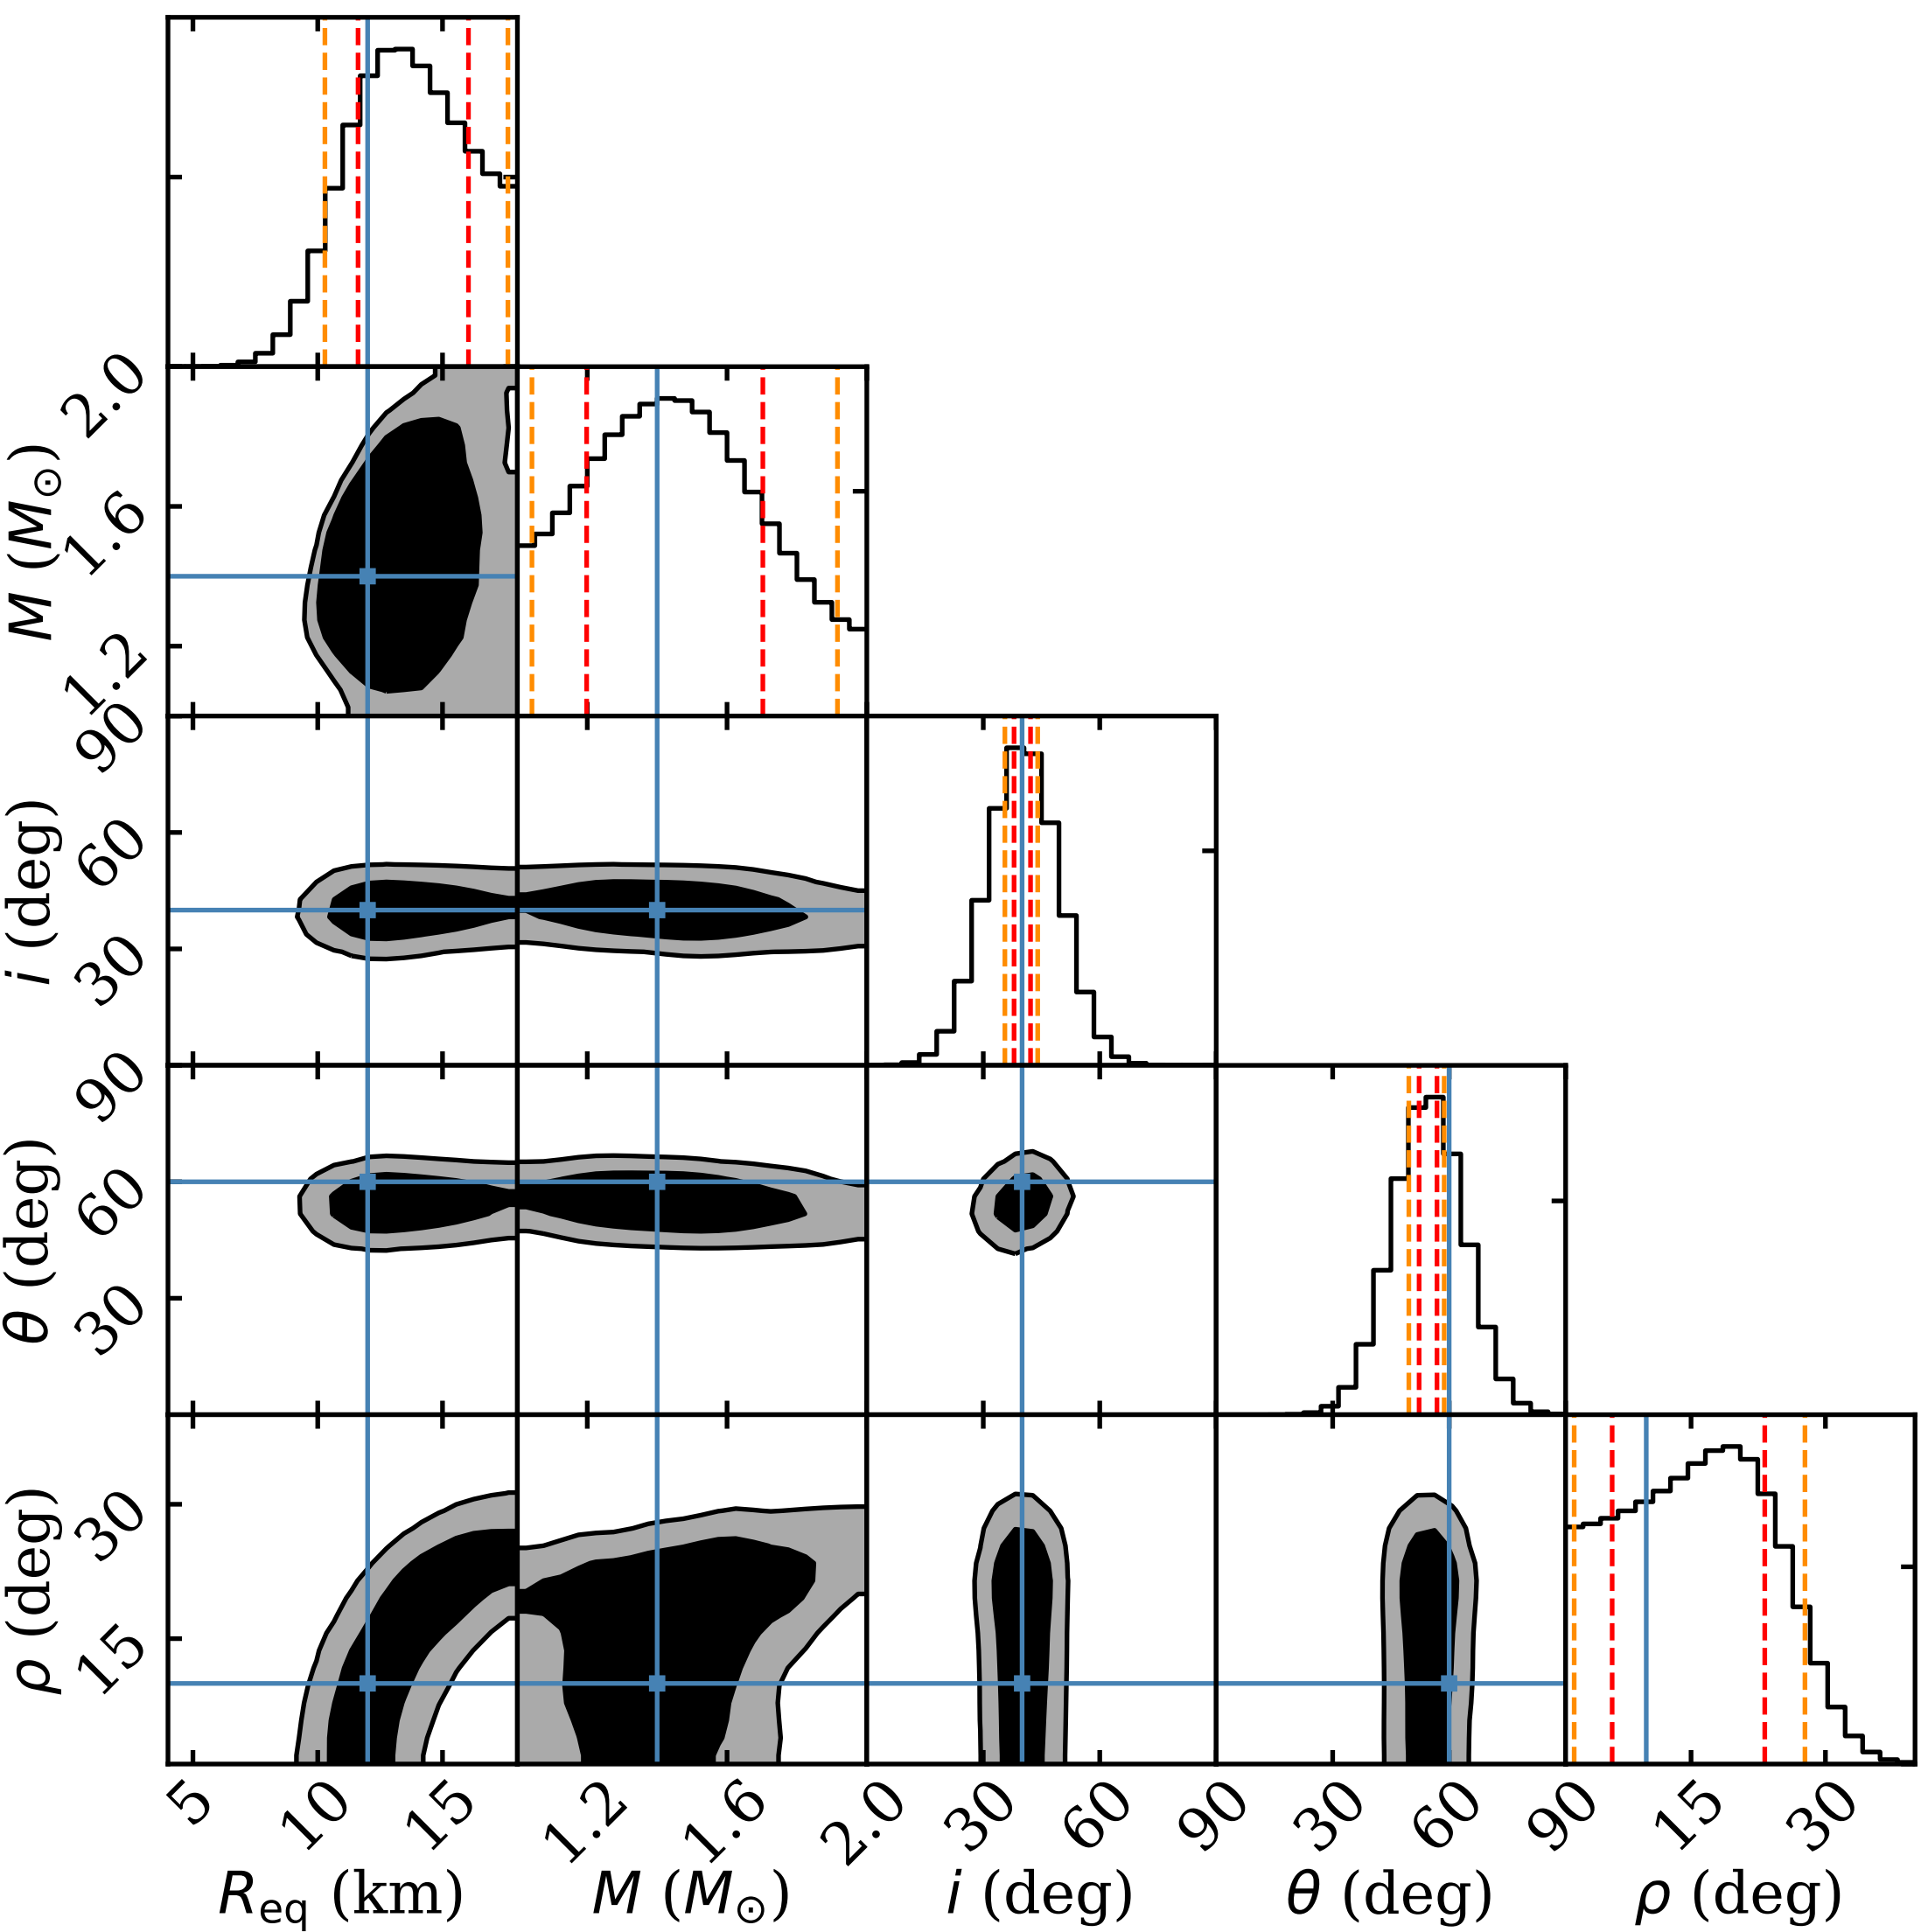 2.0
1.6
1.2
M (M⊙)
90
60
30
i (deg)
90
60
30
θ (deg)
30
15
ρ (deg)
5 10 15 1.2 1.6 2.0 30 60 90 30 60 90 15 30
Req (km) M (M⊙) i (deg) θ (deg) ρ (deg)